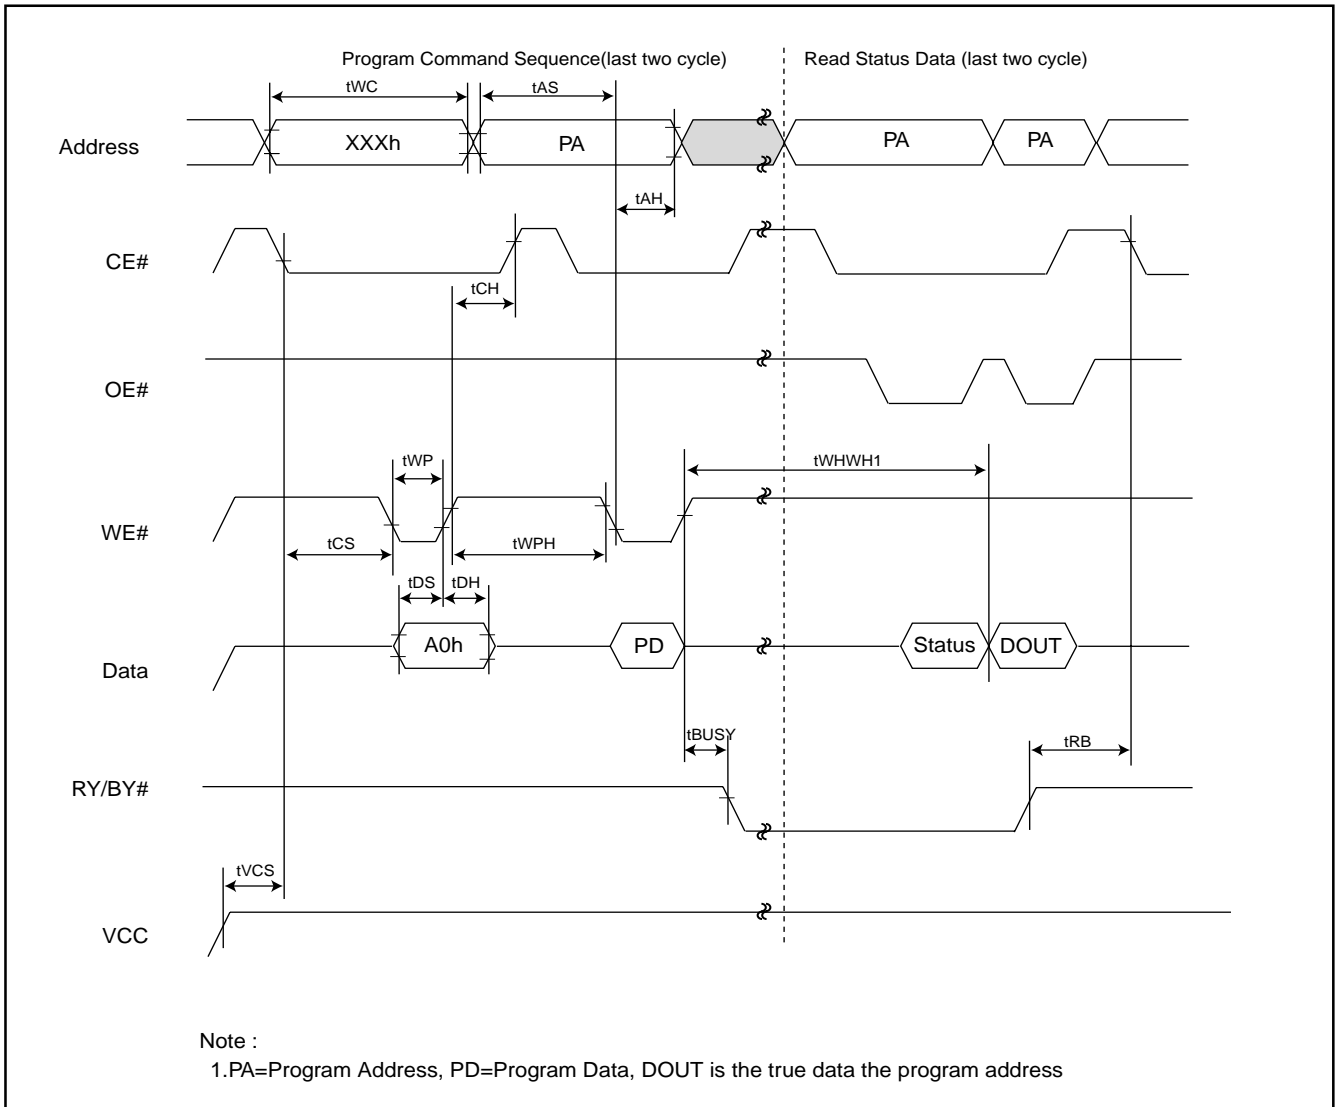 Program Command Sequence(last two cycle)
Read Status Data (last two cycle)
tWC
tAS
Address
XXXh
PA
PA
PA
tAH
CE#
tCH
OE#
tWP
tWHWH1
WE#
tCS
tWPH
tDS
tDH
Data
A0h
PD
Status
DOUT
tBUSY
tRB
RY/BY#
tVCS
VCC
Note :
1.PA=Program Address, PD=Program Data, DOUT is the true data the program address